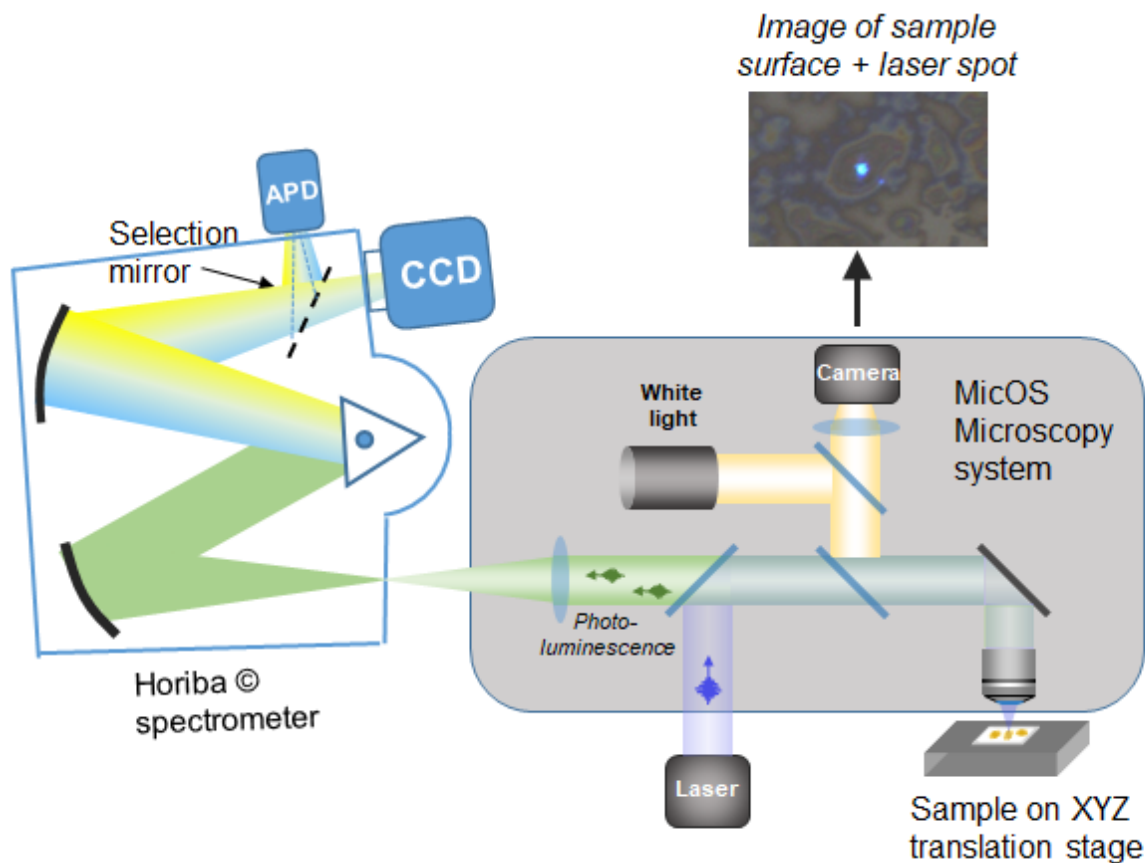 Image of sample
surface + laser spot
APD
Selection
mirror
CCD
Camera
White
light
MicOS
Microscopy
system
Photo-
luminescence
Horiba ©
spectrometer
Laser
Sample on XYZ
translation stage